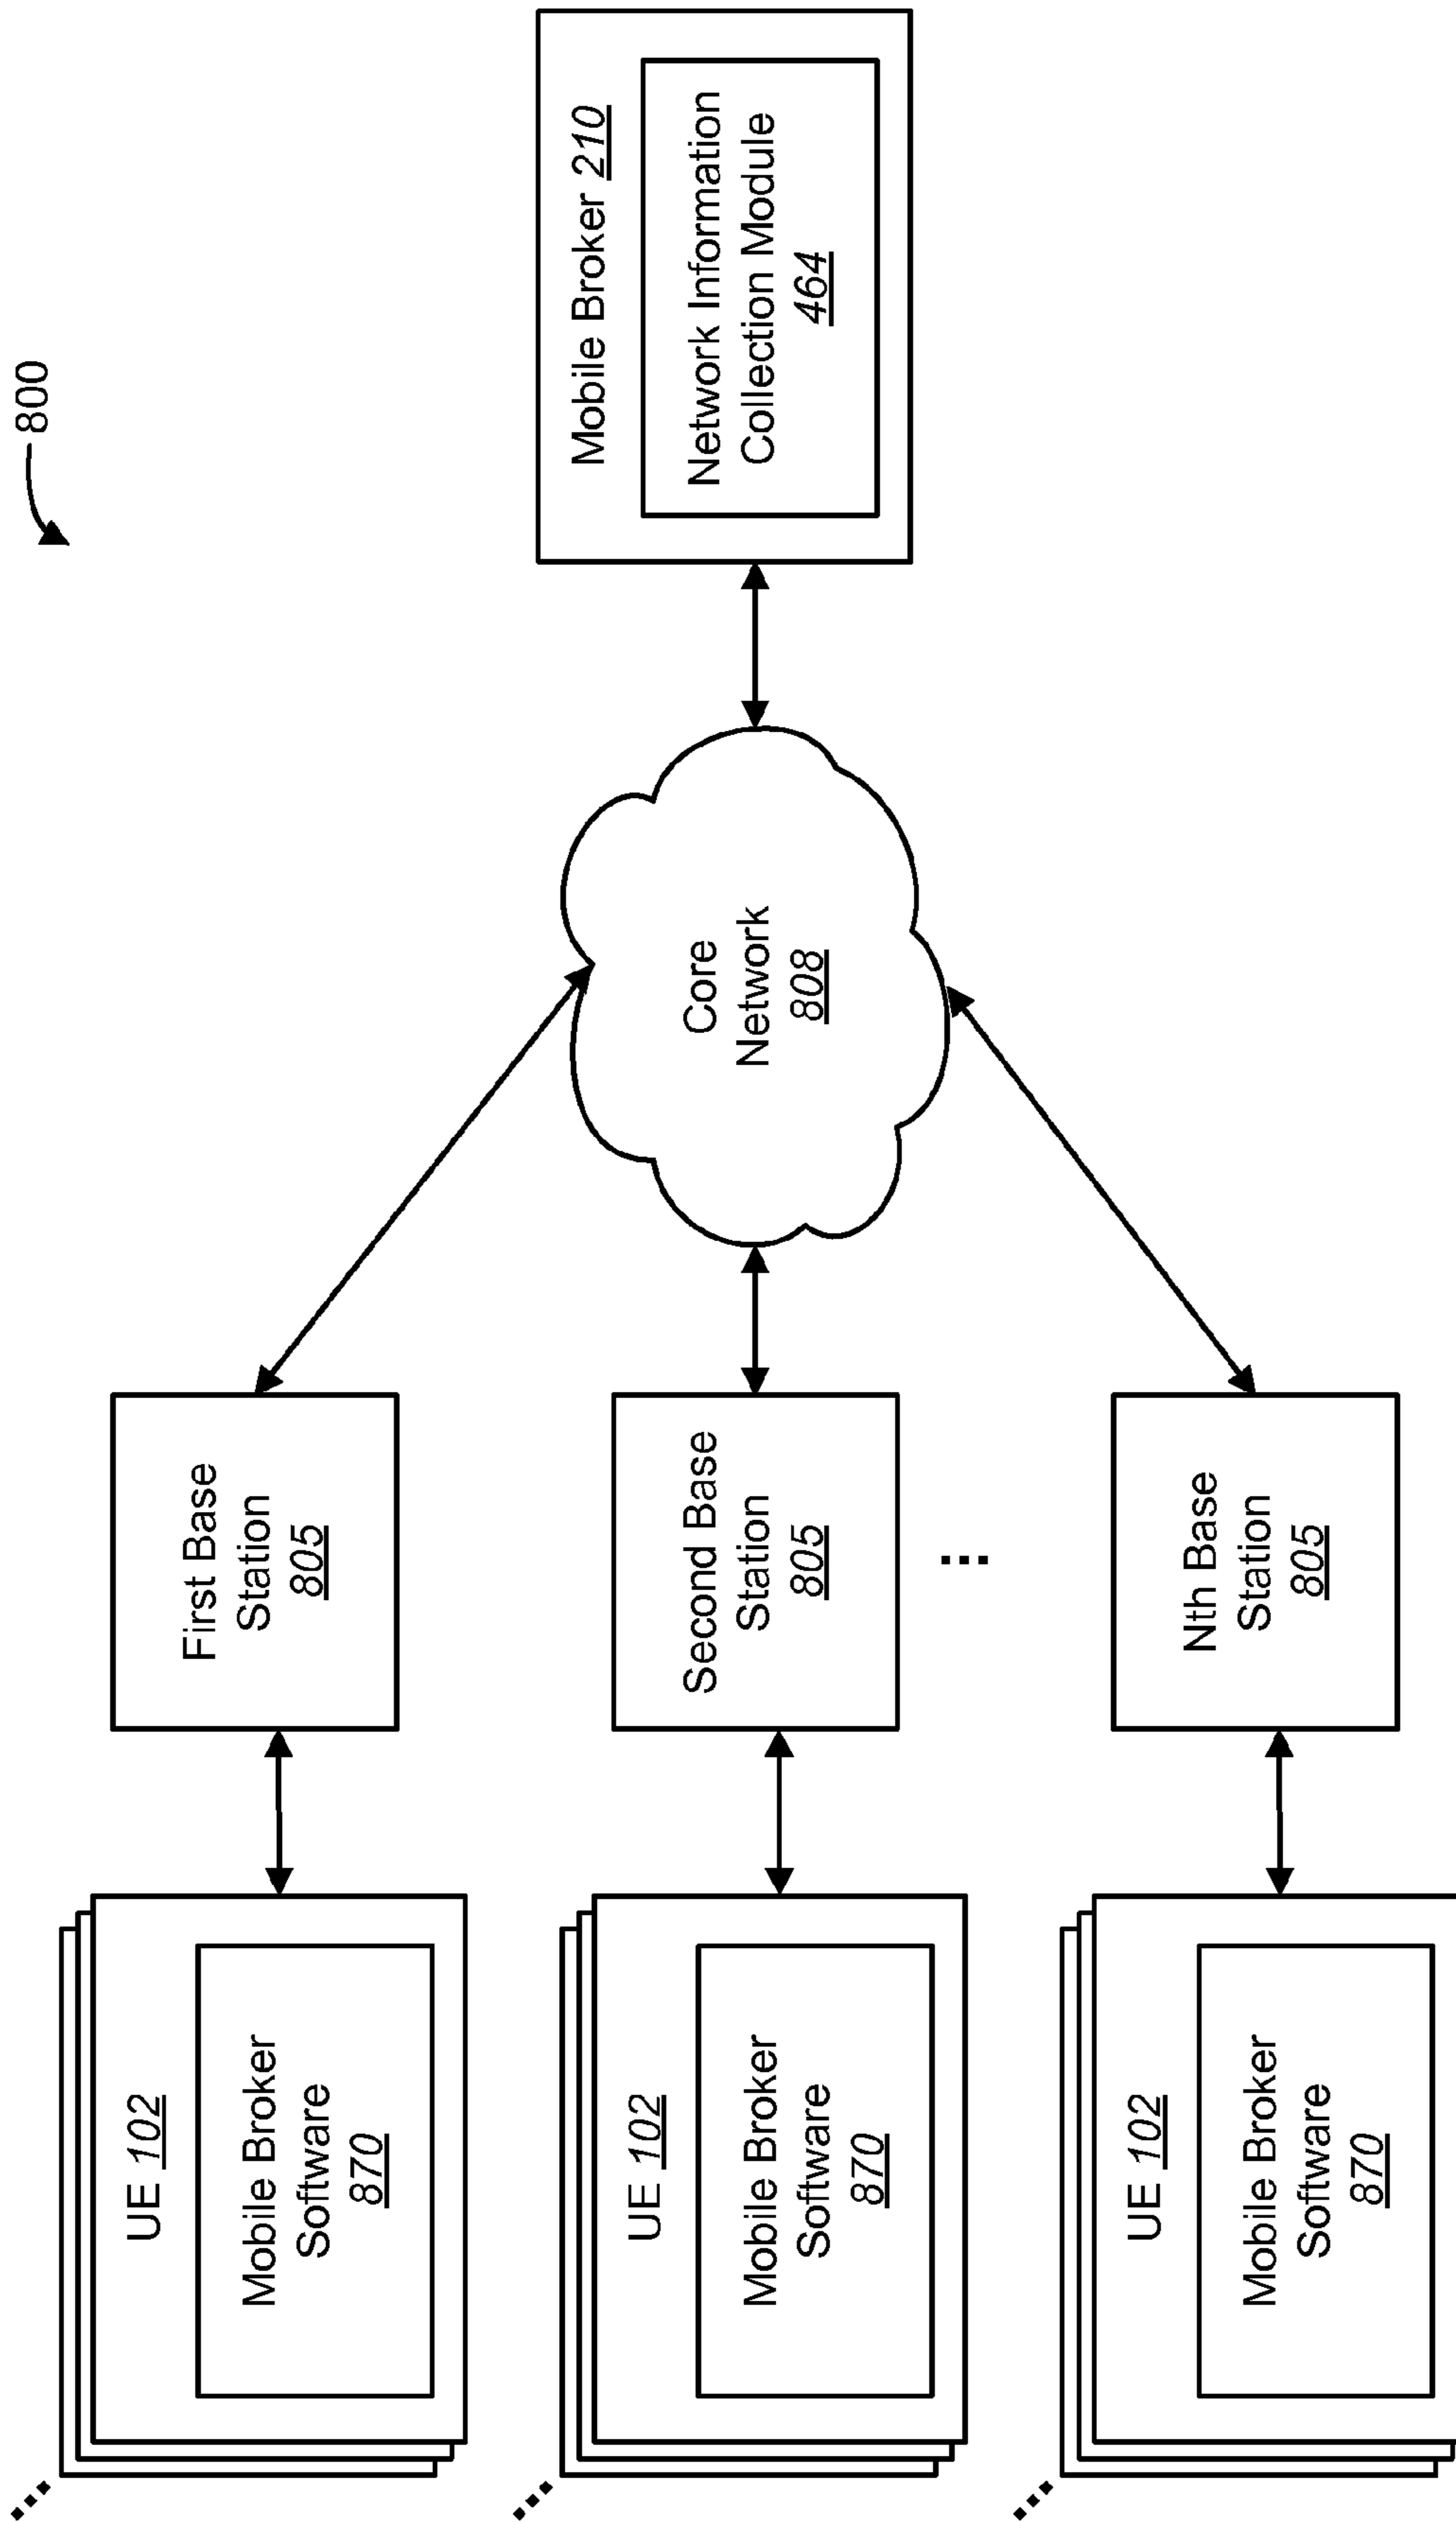 800
UE 102
Mobile Broker
Software
870
First Base
Station
805
UE 102
Mobile Broker
Software
870
Second Base
Station
805
...
Core
Network
808
Mobile Broker 210
Network Information
Collection Module
464
UE 102
Mobile Broker
Software
870
Nth Base
Station
805